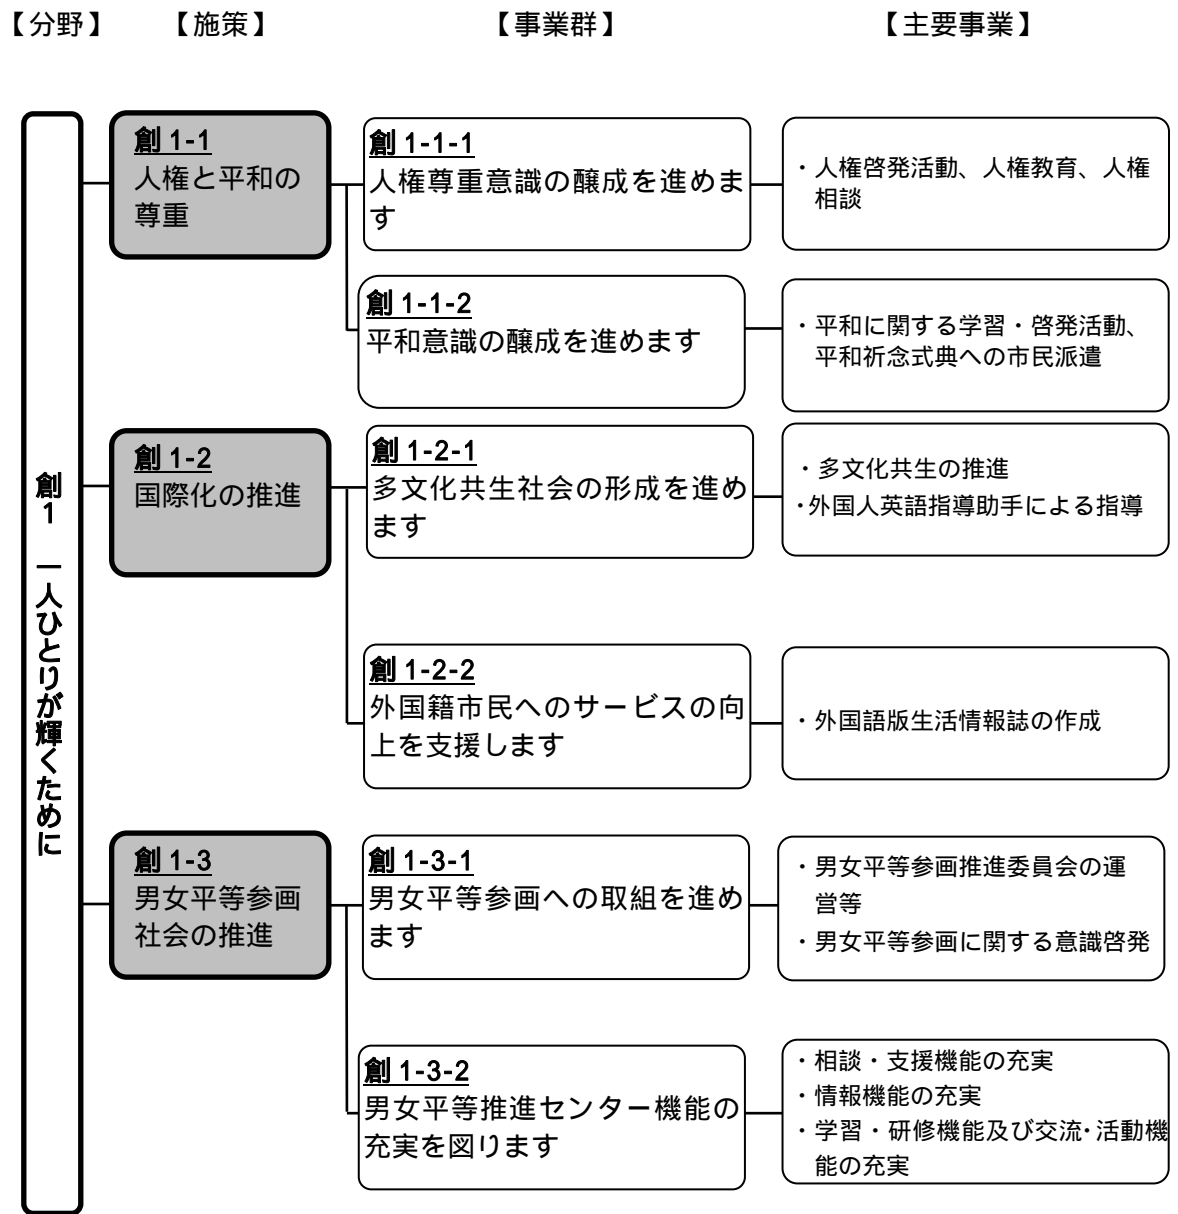 【分野】 【施策】 【事業群】 【主要事業】
創1 一人ひとりが輝くために
創 1-1
人権と平和の
尊重
創 1-1-1
人権尊重意識の醸成を進めま
す
・人権啓発活動、人権教育、人権
相談
創 1-1-2
平和意識の醸成を進めます
・平和に関する学習・啓発活動、
平和祈念式典への市民派遣
創 1-2
国際化の推進
創 1-2-1
多文化共生社会の形成を進め
ます
・多文化共生の推進
・外国人英語指導助手による指導
創 1-2-2
外国籍市民へのサービスの向
上を支援します
・外国語版生活情報誌の作成
創 1-3
男女平等参画
社会の推進
創 1-3-1
男女平等参画への取組を進め
ます
・男女平等参画推進委員会の運
営等
・男女平等参画に関する意識啓発
創 1-3-2
男女平等推進センター機能の
充実を図ります
・相談・支援機能の充実
・情報機能の充実
・学習・研修機能及び交流・活動機
能の充実